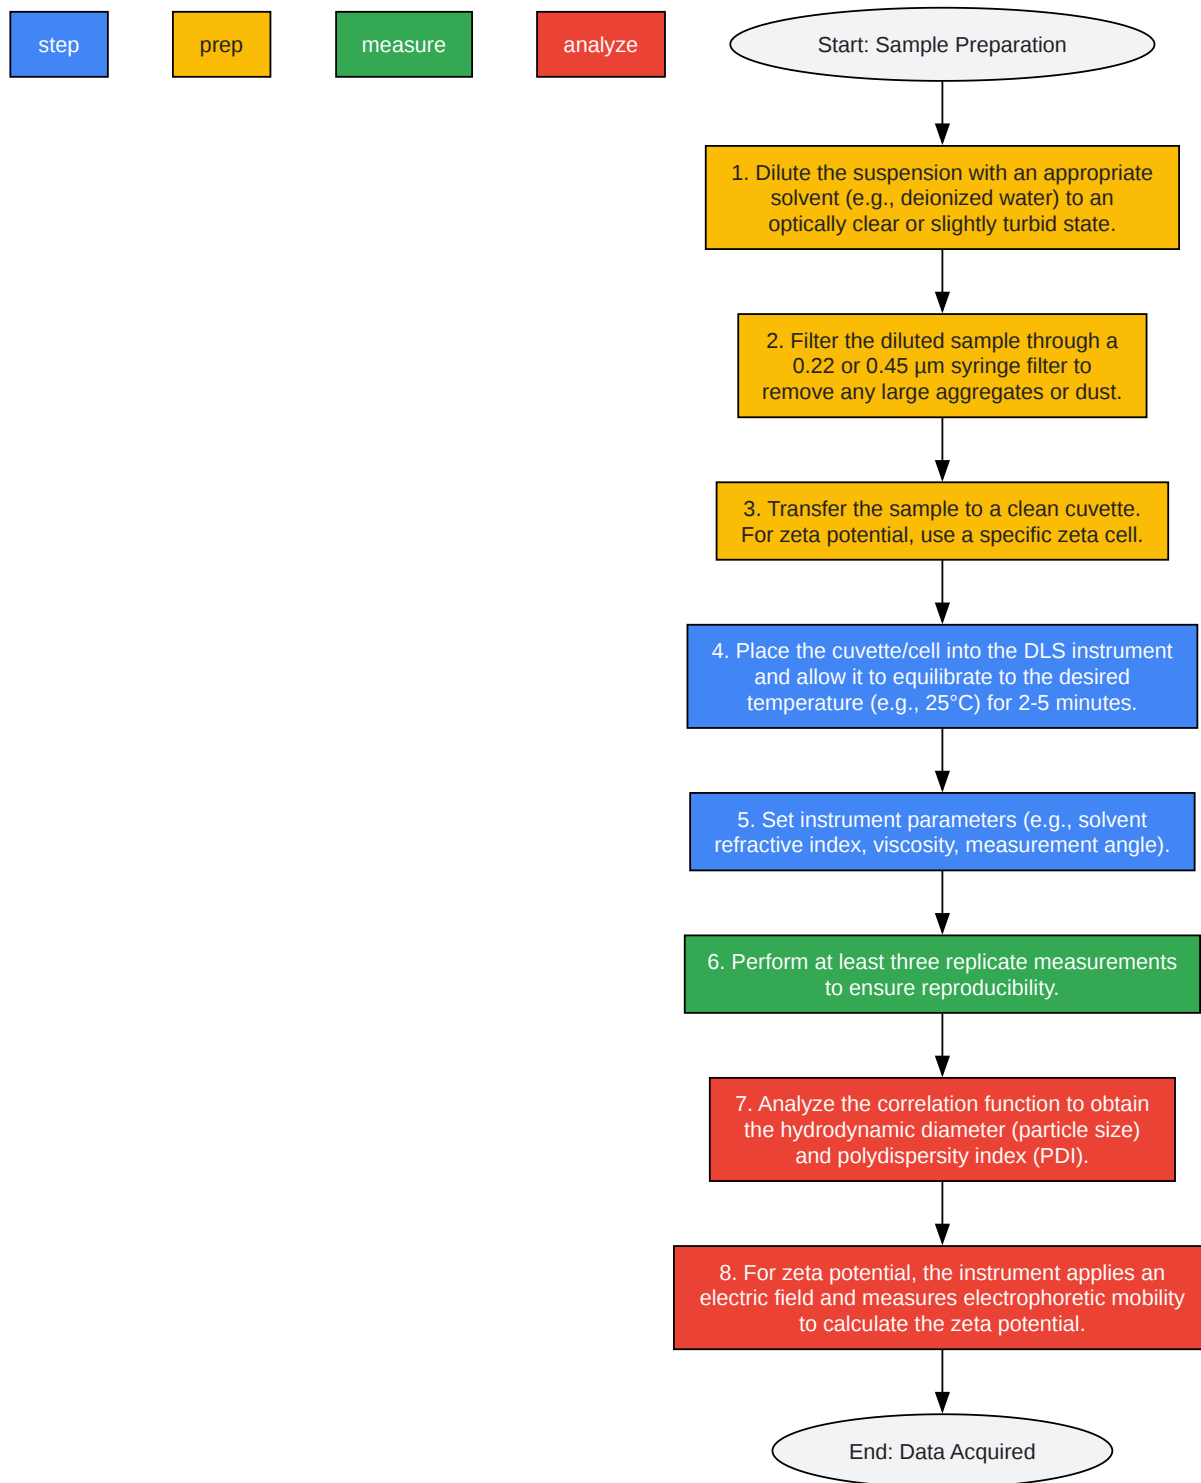 step
prep
measure
analyze
Start: Sample Preparation
1. Dilute the suspension with an appropriate
solvent (e.g., deionized water) to an
optically clear or slightly turbid state.
2. Filter the diluted sample through a
0.22 or 0.45 µm syringe filter to
remove any large aggregates or dust.
3. Transfer the sample to a clean cuvette.
For zeta potential, use a specific zeta cell.
4. Place the cuvette/cell into the DLS instrument
and allow it to equilibrate to the desired
temperature (e.g., 25°C) for 2-5 minutes.
5. Set instrument parameters (e.g., solvent
refractive index, viscosity, measurement angle).
6. Perform at least three replicate measurements
to ensure reproducibility.
7. Analyze the correlation function to obtain
the hydrodynamic diameter (particle size)
and polydispersity index (PDI).
8. For zeta potential, the instrument applies an
electric field and measures electrophoretic mobility
to calculate the zeta potential.
End: Data Acquired